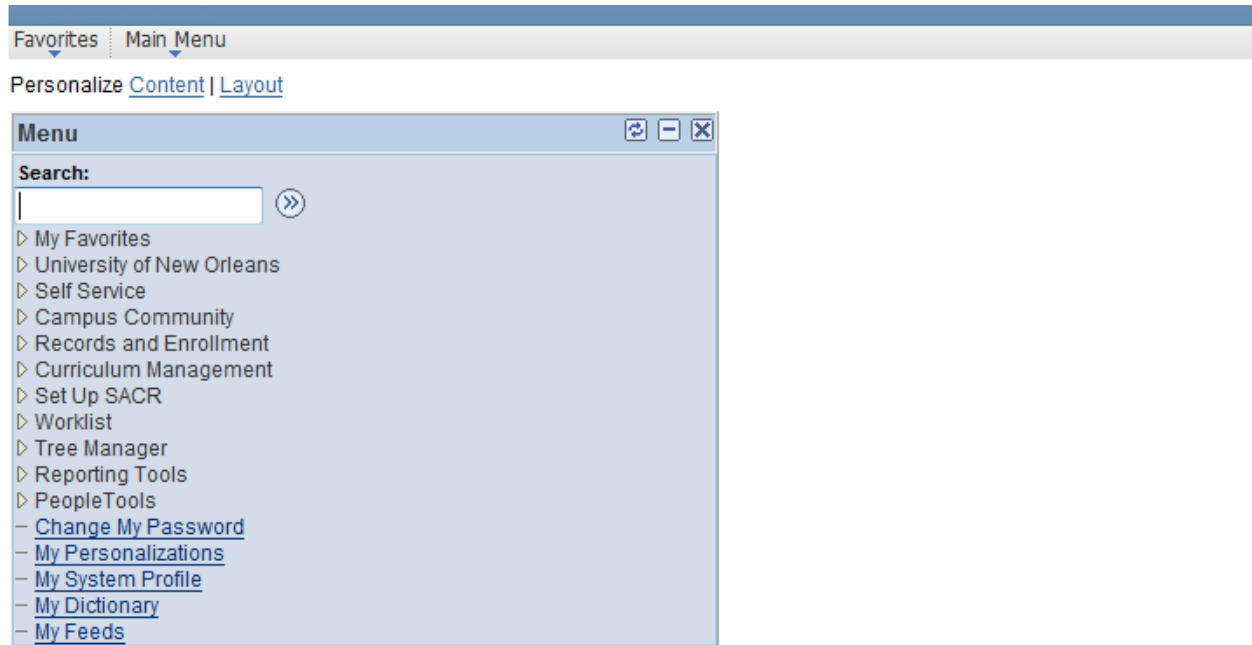 Favorites Main Menu
Personalize Content | Layout
Menu
Search:
My Favorites
University of New Orleans
Self Service
Campus Community
Records and Enrollment
Curriculum Management
Set Up SACR
Worklist
Tree Manager
Reporting Tools
PeopleTools
Change My Password
My Personalizations
My System Profile
My Dictionary
My Feeds